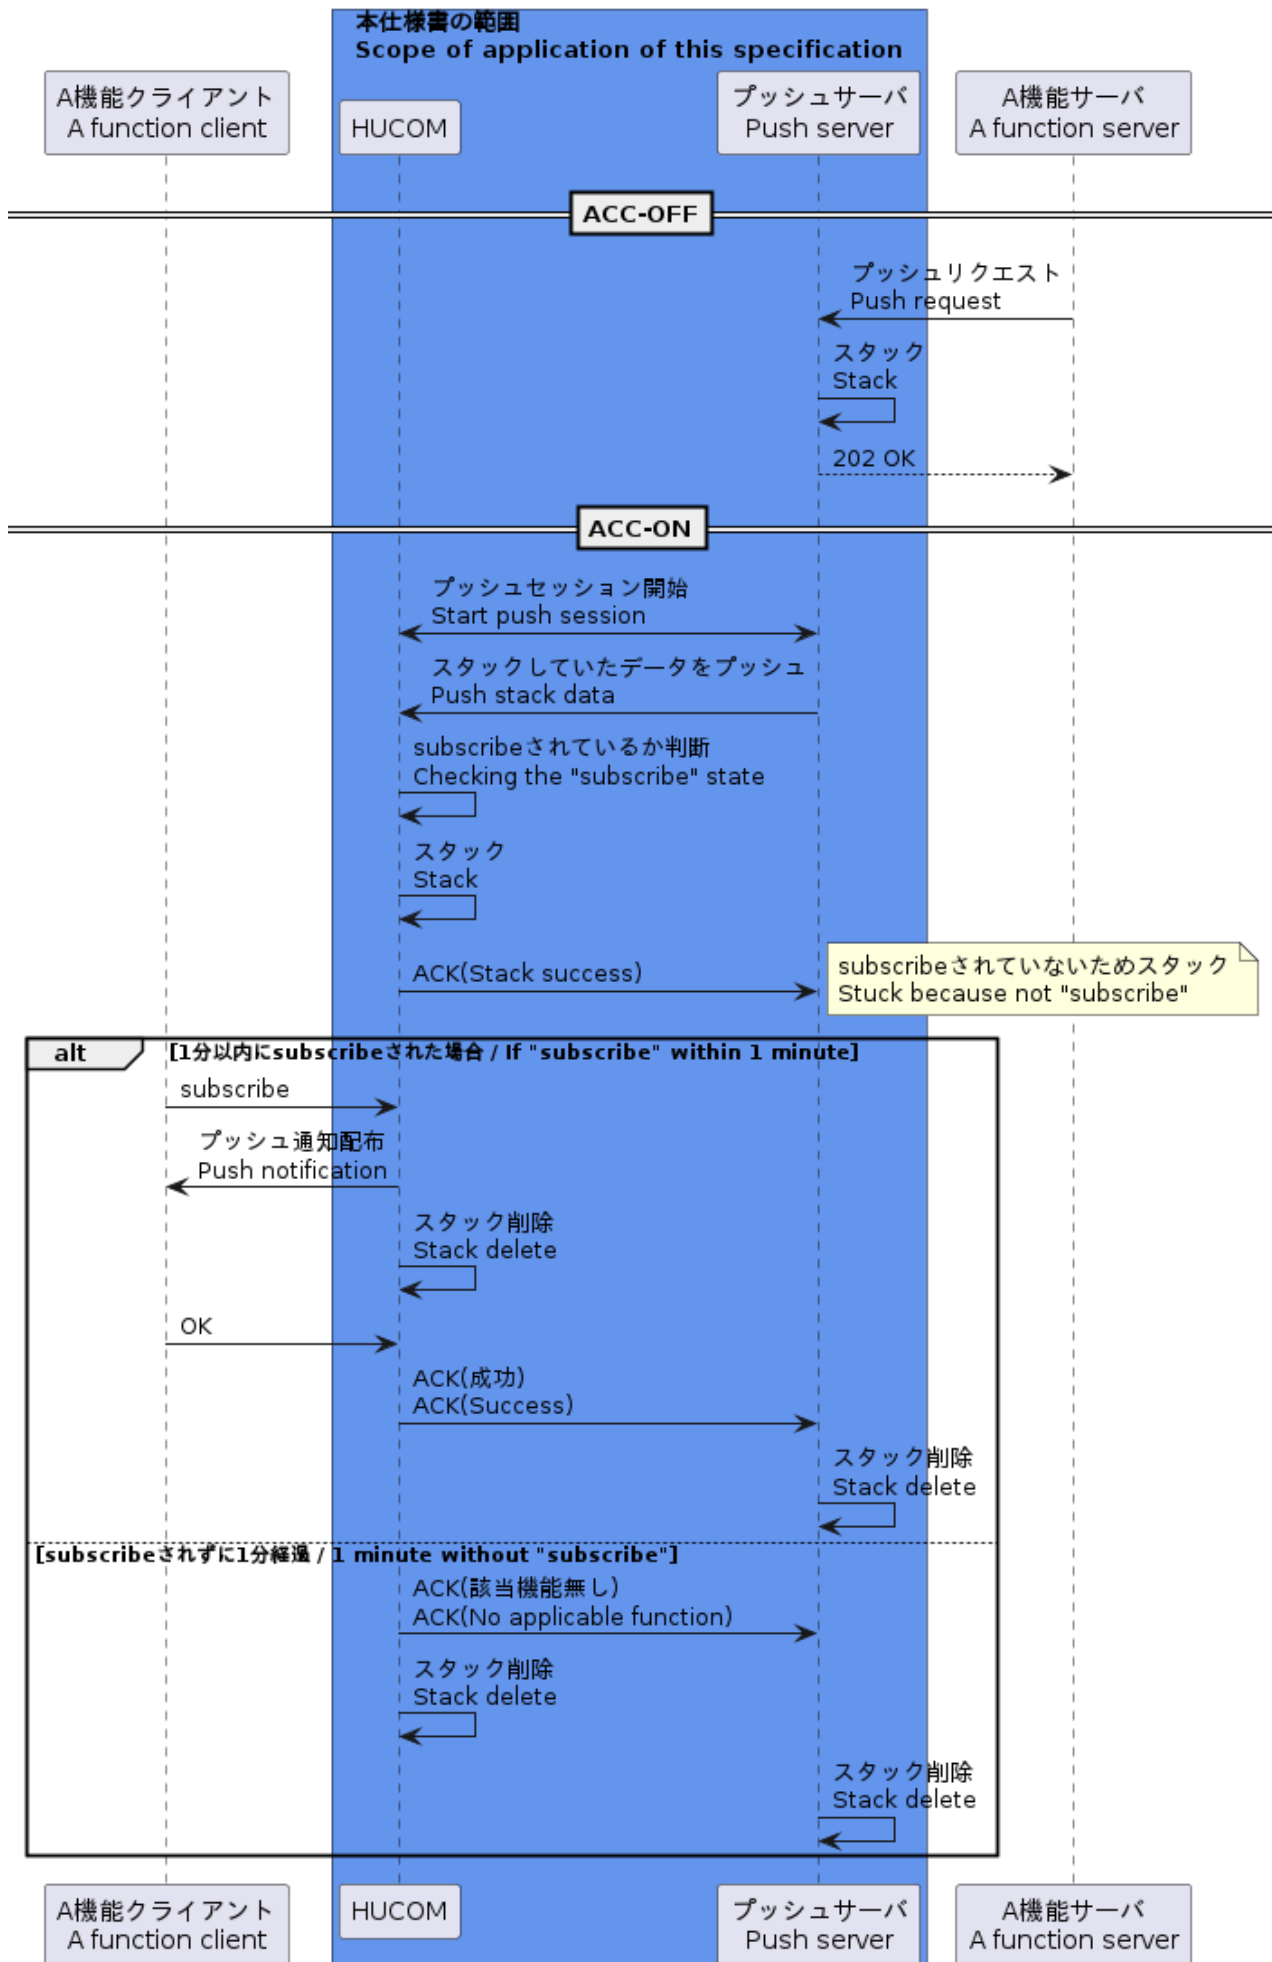 本仕様書の範囲
Scope of application of this specification
A機能クライアント
A function client
HUCOM
プッシュサーバ
Push server
A機能サーバ
A function server
ACC-OFF
プッシュリクエスト
Push request
スタック
Stack
202 OK
ACC-ON
プッシュセッション開始
Start push session
スタックしていたデータをプッシュ
Push stack data
subscribeされているか判断
Checking the "subscribe" state
スタック
Stack
ACK(Stack success)
subscribeされていないためスタック
Stuck because not "subscribe"
alt
[1分以内にsubscribeされた場合 / If "subscribe" within 1 minute]
subscribe
プッシュ通知配布
Push notification
スタック削除
Stack delete
OK
ACK(成功)
ACK(Success)
スタック削除
Stack delete
[subscribeされずに1分経過 / 1 minute without "subscribe"]
ACK(該当機能無し)
ACK(No applicable function)
スタック削除
Stack delete
スタック削除
Stack delete
A機能クライアント
A function client
HUCOM
プッシュサーバ
Push server
A機能サーバ
A function server